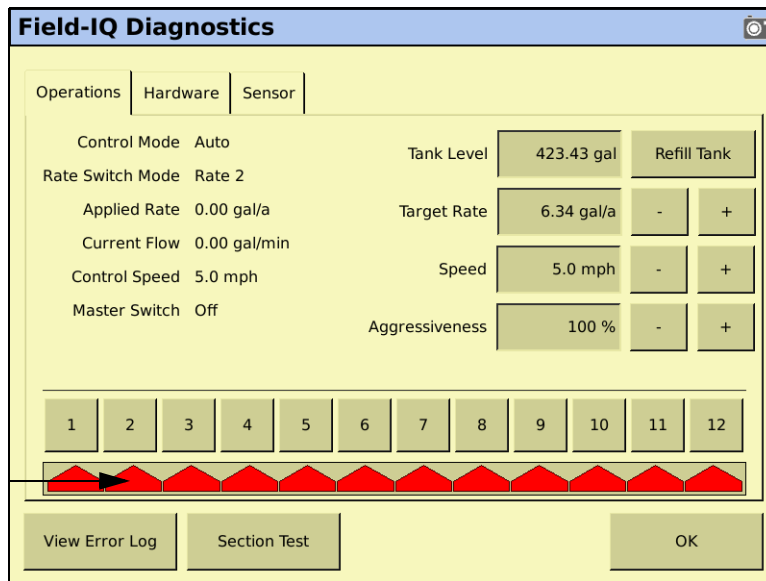 Field-IQ Diagnostics
Operations Hardware Sensor
Control Mode Auto
Rate Switch Mode Rate 2
Applied Rate 0.00 gal/a
Current Flow 0.00 gal/min
Control Speed 5.0 mph
Master Switch Off
Tank Level 423.43 gal Refill Tank
Target Rate 6.34 gal/a - +
Speed 5.0 mph - +
Aggressiveness 100 % - +
1 2 3 4 5 6 7 8 9 10 11 12
View Error Log Section Test OK